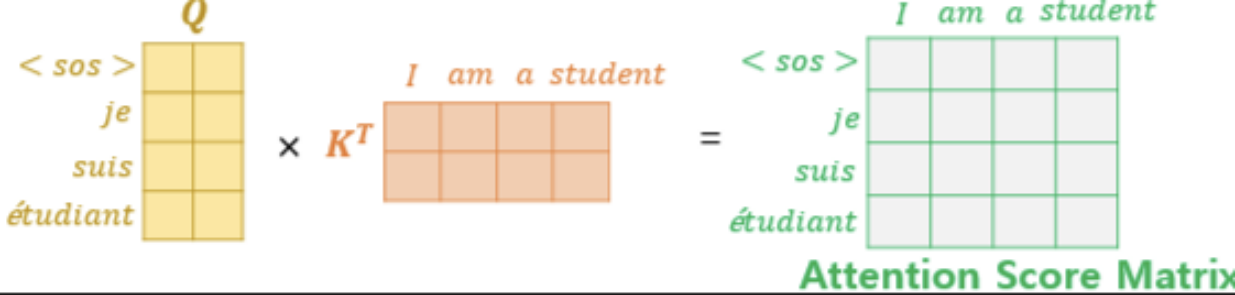 Q
< sos >
je
suis
étudiant
×
K^T
I am a student
=
I am a student
< sos >
je
suis
étudiant
Attention Score Matrix